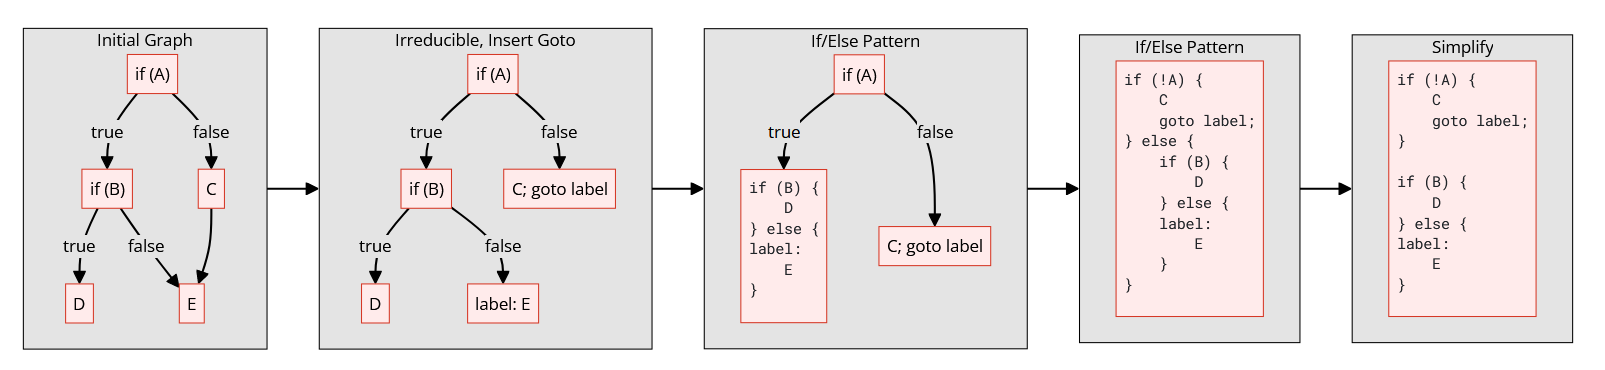 Initial Graph
if (A)
true
false
if (B)
C
true
false
D
E
Irreducible, Insert Goto
if (A)
true
false
if (B)
C; goto label
true
false
D
label: E
If/Else Pattern
if (A)
true
false
if (B) {
    D
} else {
label:
    E
}
C; goto label
If/Else Pattern
if (!A) {
    C
    goto label;
} else {
    if (B) {
        D
    } else {
    label:
        E
    }
}
Simplify
if (!A) {
    C
    goto label;
}
if (B) {
    D
} else {
label:
    E
}